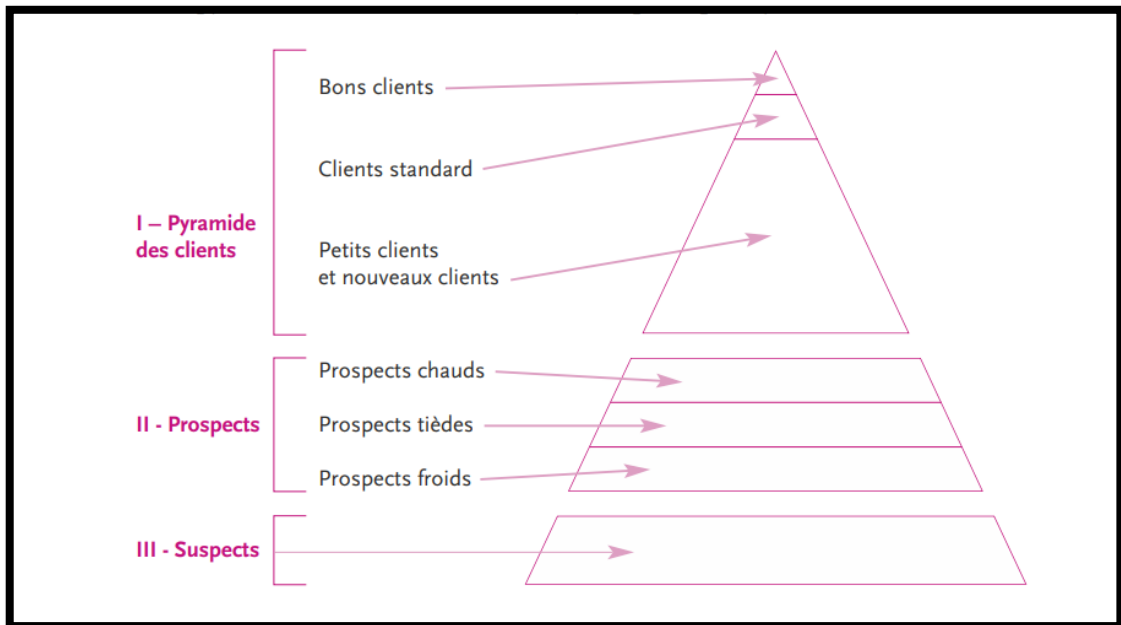 I – Pyramide
des clients
Bons clients
Clients standard
Petits clients
et nouveaux clients
II - Prospects
Prospects chauds
Prospects tièdes
Prospects froids
III - Suspects